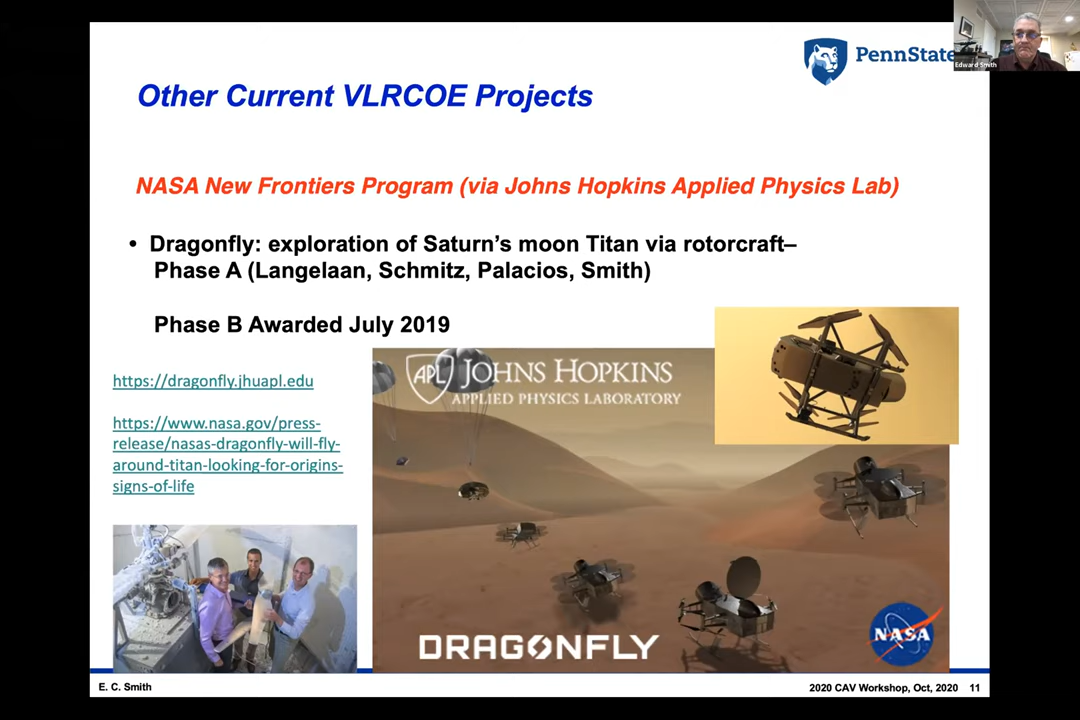 PennState
Edward Smith
Other Current VLRCOE Projects
NASA New Frontiers Program (via Johns Hopkins Applied Physics Lab)
• Dragonfly: exploration of Saturn’s moon Titan via rotorcraft–
Phase A (Langelaan, Schmitz, Palacios, Smith)
Phase B Awarded July 2019
https://dragonfly.jhuapl.edu
https://www.nasa.gov/press-
release/nasas-dragonfly-will-fly-
around-titan-looking-for-origins-
signs-of-life
APL JOHNS HOPKINS
APPLIED PHYSICS LABORATORY
DRAGONFLY
NASA
E. C. Smith
2020 CAV Workshop, Oct, 2020 11